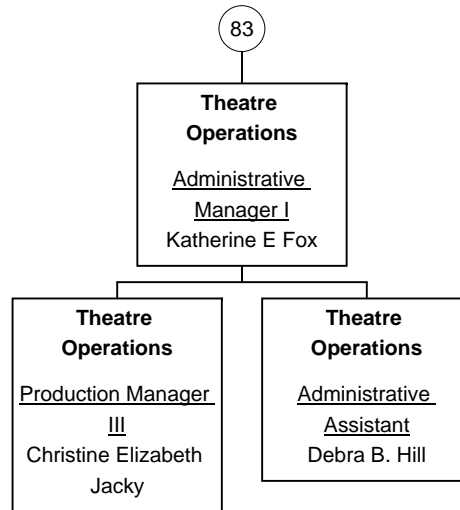 83
Theatre
Operations
Administrative
Manager I
Katherine E Fox
Theatre
Operations
Production Manager
III
Christine Elizabeth
Jacky
Theatre
Operations
Administrative
Assistant
Debra B. Hill